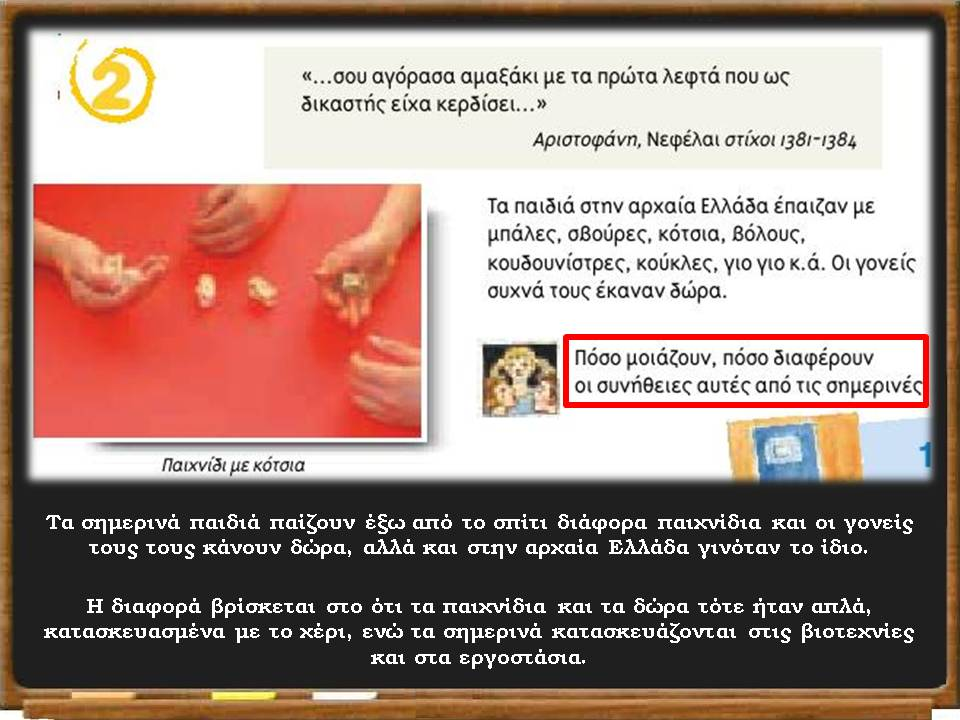 2
«...σου αγόρασα αμαξάκι με τα πρώτα λεφτά που ως
δικαστής είχα κερδίσει...»
Αριστοφάνη, Νεφέλαι στίχοι 1381-1384
Τα παιδιά στην αρχαία Ελλάδα έπαιζαν με
μπάλες, σβούρες, κότσια, βόλους,
κουδουνίστρες, κούκλες, γιο γιο κ.ά. Οι γονείς
συχνά τους έκαναν δώρα.
Πόσο μοιάζουν, πόσο διαφέρουν
οι συνήθειες αυτές από τις σημερινές
1
Παιχνίδι με κότσια
Τα σημερινά παιδιά παίζουν έξω από το σπίτι διάφορα παιχνίδια και οι γονείς
τους τους κάνουν δώρα, αλλά και στην αρχαία Ελλάδα γινόταν το ίδιο.
Η διαφορά βρίσκεται στο ότι τα παιχνίδια και τα δώρα τότε ήταν απλά,
κατασκευασμένα με το χέρι, ενώ τα σημερινά κατασκευάζονται στις βιοτεχνίες
και στα εργοστάσια.